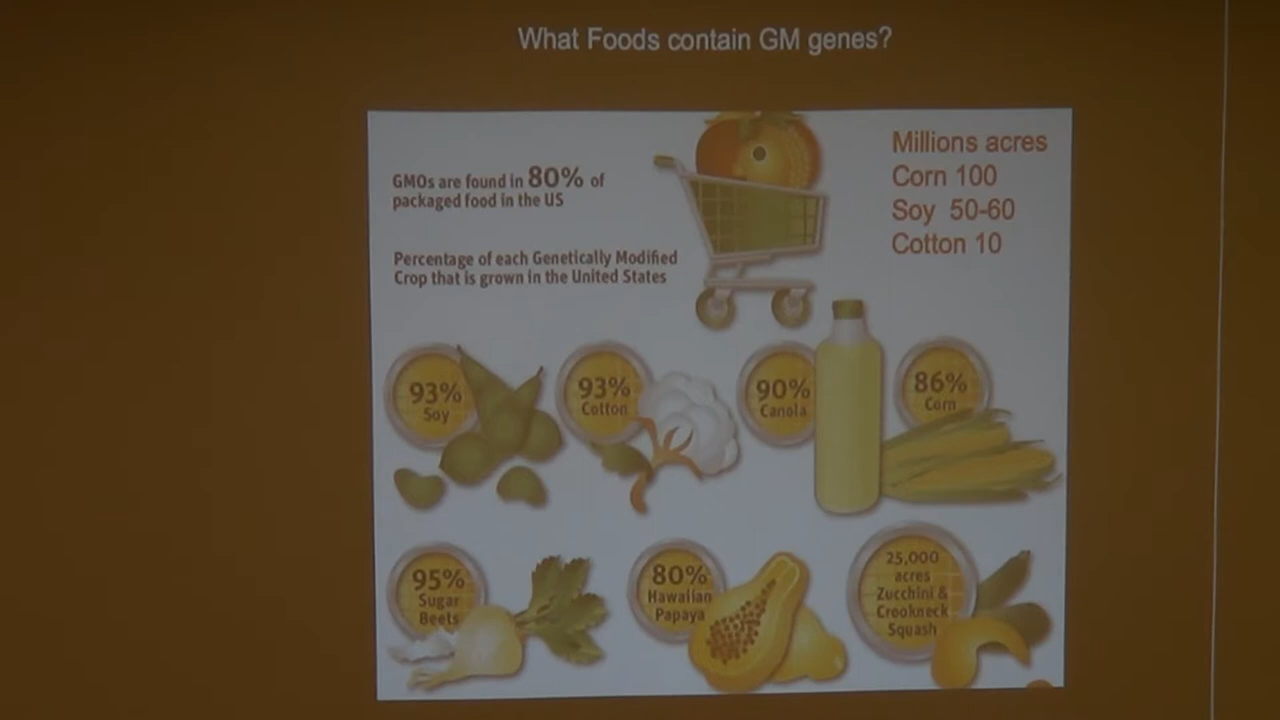 What Foods contain GM genes?
GMOs are found in 80% of
packaged food in the US
Millions acres
Corn 100
Soy 50-60
Cotton 10
Percentage of each Genetically Modified
Crop that is grown in the United States
93%
Soy
93%
Cotton
90%
Canola
86%
Corn
95%
Sugar
Beets
80%
Hawaiian
Papaya
25,000
acres
Zucchini &
Crookneck
Squash